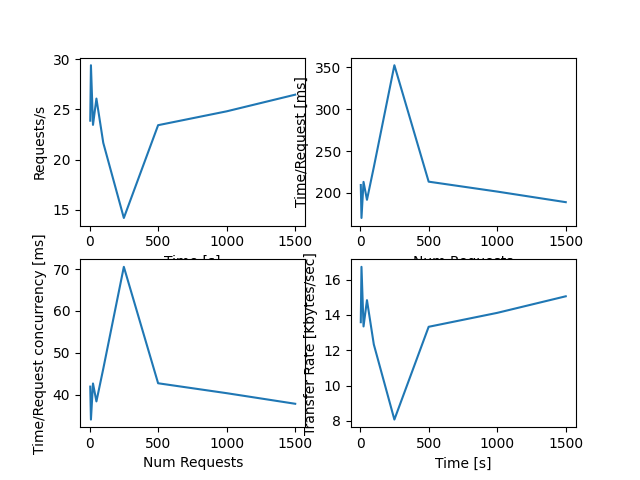 30
25
20
15
Requests/s
0 500 1000 1500
Time [s]
350
300
250
200
Time/Request [ms]
0 500 1000 1500
Num Requests
70
60
50
40
Time/Request concurrency [ms]
0 500 1000 1500
Num Requests
16
14
12
10
8
Transfer Rate [Kbytes/sec]
0 500 1000 1500
Time [s]